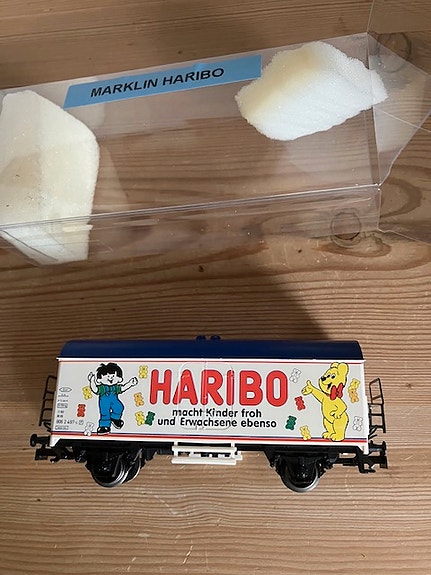 MARKLIN HARIBO
HARIBO
macht Kinder froh
und Erwachsene ebenso